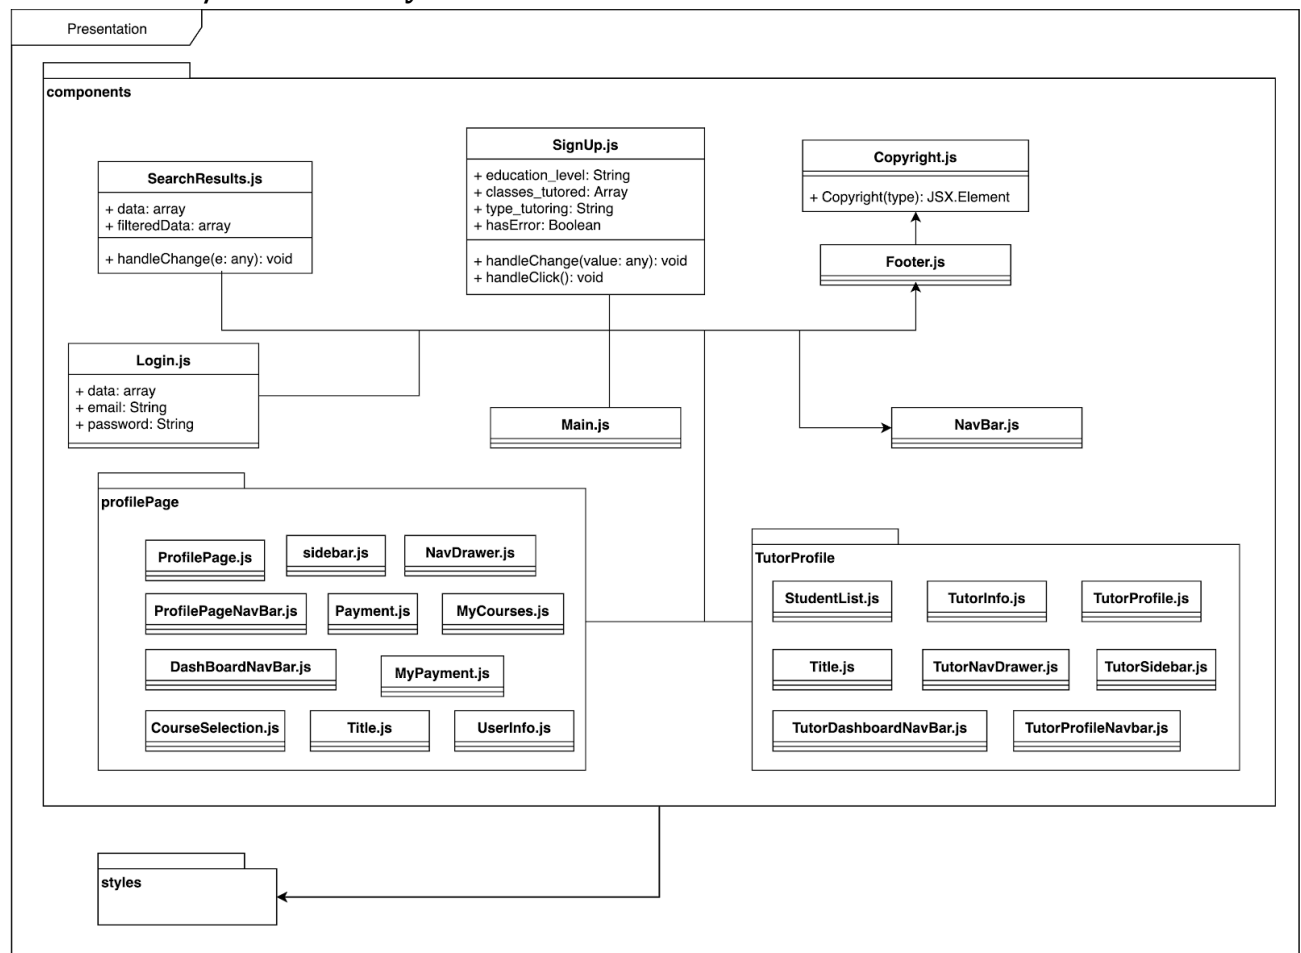 Presentation
components
SearchResults.js
+ data: array
+ filteredData: array
+ handleChange(e: any): void
SignUp.js
+ education_level: String
+ classes_tutored: Array
+ type_tutoring: String
+ hasError: Boolean
+ handleChange(value: any): void
+ handleClick(): void
Copyright.js
+ Copyright(type): JSX.Element
Footer.js
Login.js
+ data: array
+ email: String
+ password: String
Main.js
NavBar.js
profilePage
ProfilePage.js
sidebar.js
NavDrawer.js
ProfilePageNavBar.js
Payment.js
MyCourses.js
DashBoardNavBar.js
MyPayment.js
CourseSelection.js
Title.js
UserInfo.js
TutorProfile
StudentList.js
TutorInfo.js
TutorProfile.js
Title.js
TutorNavDrawer.js
TutorSidebar.js
TutorDashboardNavBar.js
TutorProfileNavbar.js
styles